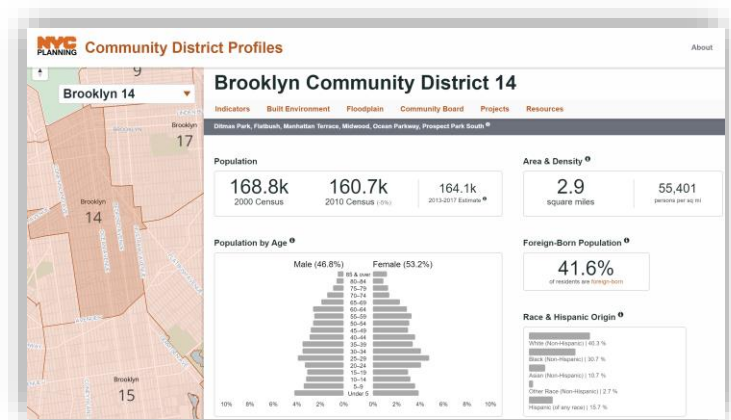 NYC
PLANNING
Community District Profiles
About
9
Brooklyn 14
Brooklyn
17
Brooklyn
14
Brooklyn
15
Brooklyn Community District 14
Indicators Built Environment Floodplain Community Board Projects Resources
Ditmas Park, Flatbush, Manhattan Terrace, Midwood, Ocean Parkway, Prospect Park South
Population
168.8k
2000 Census
160.7k
2010 Census (-5%)
164.1k
2013-2017 Estimate
Area & Density
2.9
square miles
55,401
persons per sq mi
Population by Age
Male (46.8%) Female (53.2%)
85 & over
80–84
75–79
70–74
65–69
60–64
55–59
50–54
45–49
40–44
35–39
30–34
25–29
20–24
15–19
10–14
5–9
Under 5
10% 8% 6% 4% 2% 0% 0% 2% 4% 6% 8% 10%
Foreign-Born Population
41.6%
of residents are foreign-born
Race & Hispanic Origin
White (Non-Hispanic) | 40.3 %
Black (Non-Hispanic) | 30.7 %
Asian (Non-Hispanic) | 10.7 %
Other Race (Non-Hispanic) | 2.7 %
Hispanic (of any race) | 15.7 %